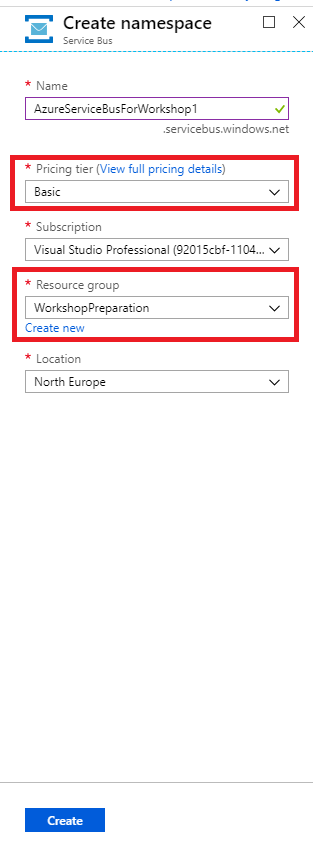 Create namespace
Service Bus
* Name
AzureServiceBusForWorkshop1
.servicebus.windows.net
* Pricing tier (View full pricing details)
Basic
* Subscription
Visual Studio Professional (92015cbf-1104...
* Resource group
WorkshopPreparation
Create new
* Location
North Europe
Create